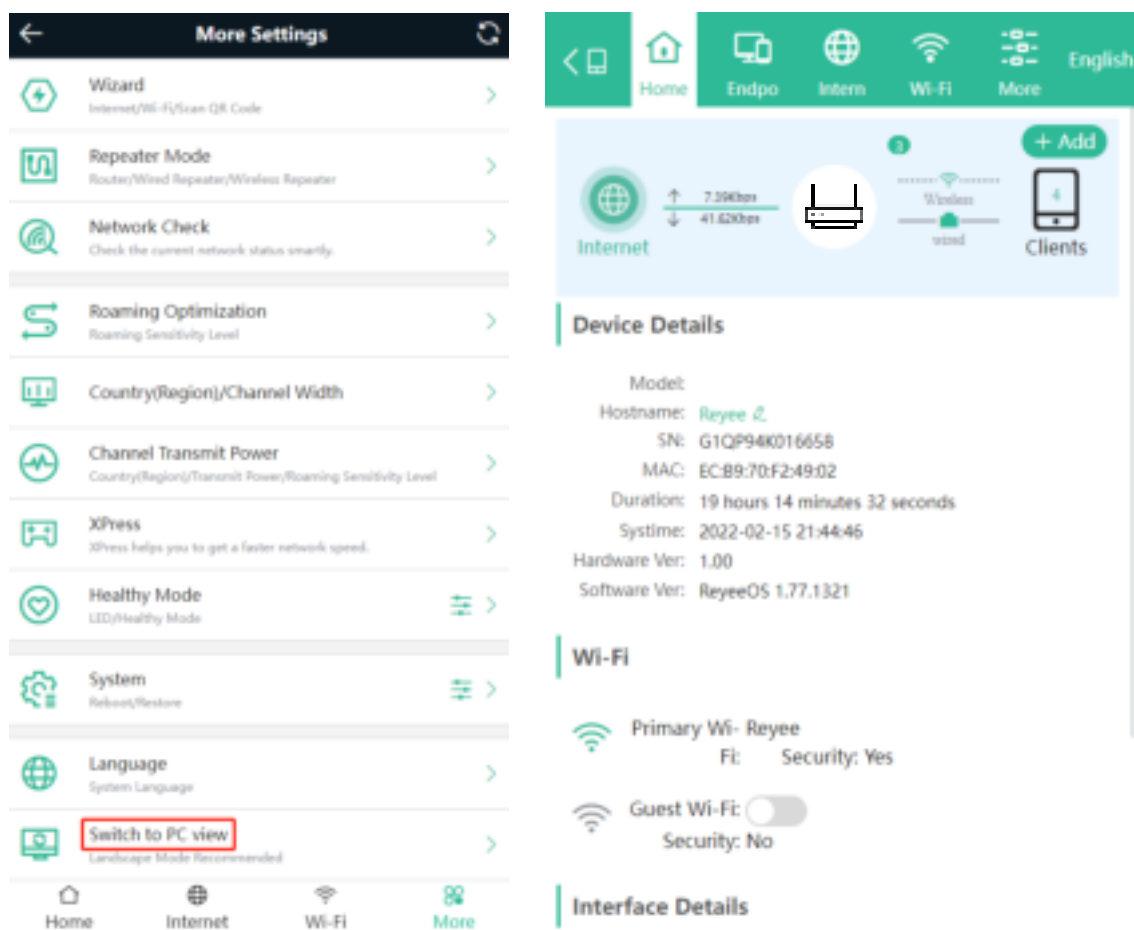 More Settings
Wizard
Internet/Wi-Fi/Scan QR Code
Repeater Mode
Router/Wired Repeater/Wireless Repeater
Network Check
Check the current network status smartly.
Roaming Optimization
Roaming Sensitivity Level
Country(Region)/Channel Width
Channel Transmit Power
Country(Region)/Transmit Power/Roaming Sensitivity Level
XPress
XPress helps you to get a faster network speed.
Healthy Mode
LED/Healthy Mode
System
Reboot/Restore
Language
System Language
Switch to PC view
Landscape Mode Recommended
Home Internet Wi-Fi More
Home Endpo Intern Wi-Fi More English
3 + Add
7.39Kbps
41.62Kbps
Wireless
wired
4
Internet
Clients
Device Details
Model:
Hostname: Reyee
SN: G1QP94K016658
MAC: EC:B9:70:F2:49:02
Duration: 19 hours 14 minutes 32 seconds
Systime: 2022-02-15 21:44:46
Hardware Ver: 1.00
Software Ver: ReyeeOS 1.77.1321
Wi-Fi
Primary Wi- Reyee
Fi: Security: Yes
Guest Wi-Fi:
Security: No
Interface Details